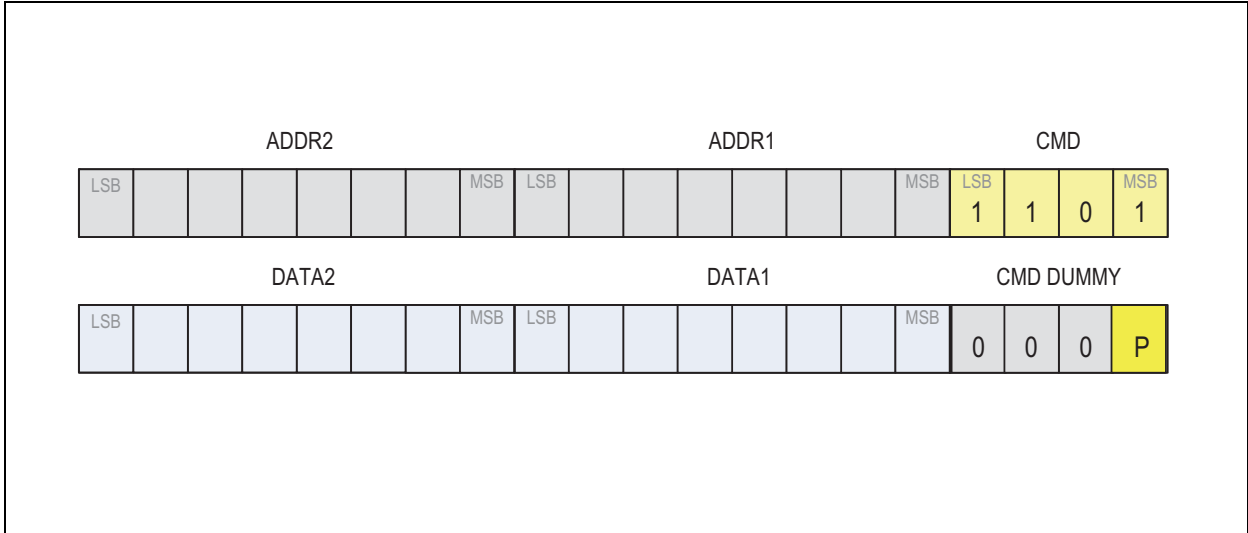 ADDR2 ADDR1 CMD
LSB MSB LSB MSB LSB MSB
1 1 0 1
DATA2 DATA1 CMD DUMMY
LSB MSB LSB MSB
0 0 0 P